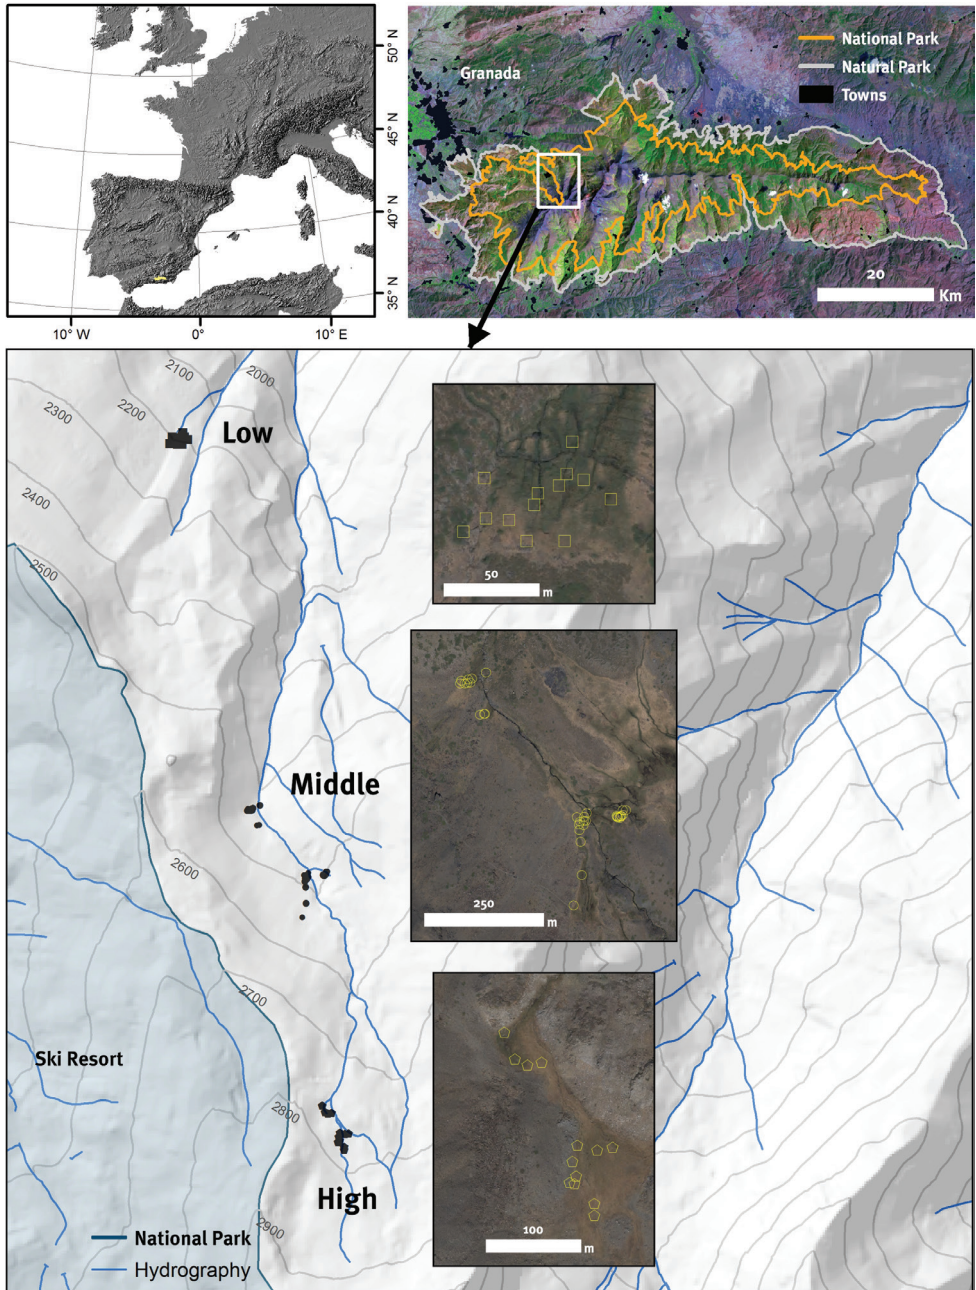 50° N
45° N
40° N
35° N
10° W
0°
10° E
Granada
National Park
Natural Park
Towns
20
Km
2100
2000
2200
2300
2400
2500
Low
50
m
Middle
2600
250
m
2700
Ski Resort
2800
High
100
m
2900
National Park
Hydrography